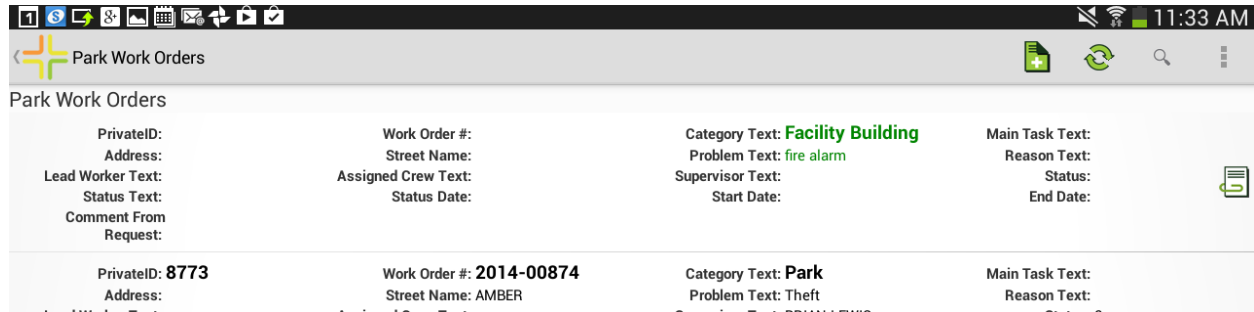 1 8 8+ 11:33 AM
Park Work Orders
Park Work Orders
PrivateID: Work Order #: Category Text: Facility Building Main Task Text:
Address: Street Name: Problem Text: fire alarm Reason Text:
Lead Worker Text: Assigned Crew Text: Supervisor Text: Status:
Status Text: Status Date: Start Date: End Date:
Comment From
Request:
PrivateID: 8773 Work Order #: 2014-00874 Category Text: Park Main Task Text:
Address: Street Name: AMBER Problem Text: Theft Reason Text: